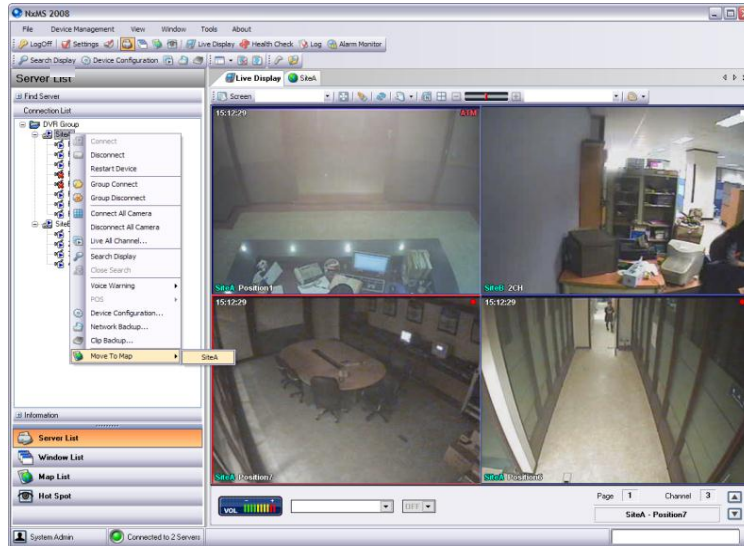 NxMS 2008
File Device Management View Window Tools About
LogOff Settings Live Display Health Check Log Alarm Monitor
Search Display Device Configuration
Server List
Live Display SiteA
Find Server
Screen
Connection List
DVR Group
SiteA
SiteB
Connect
Disconnect
Restart Device
Group Connect
Group Disconnect
Connect All Camera
Disconnect All Camera
Live All Channel...
Search Display
Close Search
Voice Warning
POS
Device Configuration...
Network Backup...
Clip Backup...
Move To Map
SiteA
15:12:29
ATM
SiteA Position1
SiteB 2CH
15:12:29
15:12:29
SiteA Position7
SiteA Position6
Information
Server List
Window List
Map List
Hot Spot
VOL
OFF
Page 1 Channel 3
SiteA - Position7
System Admin Connected to 2 Servers